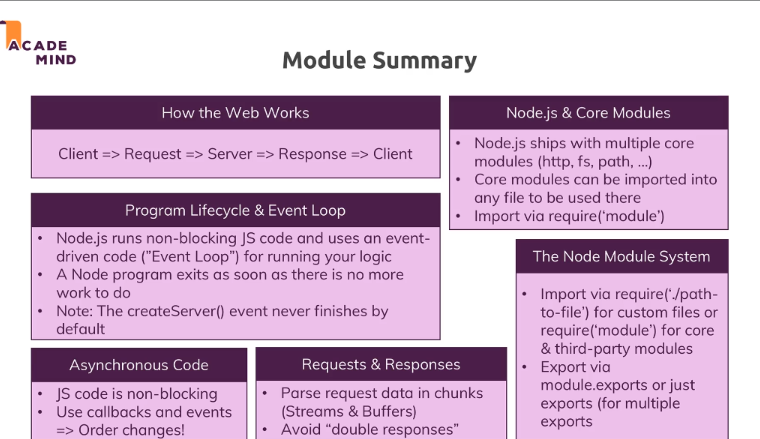 ACADE
MIND
Module Summary
How the Web Works
Client => Request => Server => Response => Client
Node.js & Core Modules
• Node.js ships with multiple core
modules (http, fs, path, …)
• Core modules can be imported into
any file to be used there
• Import via require(‘module’)
Program Lifecycle & Event Loop
• Node.js runs non-blocking JS code and uses an event-
driven code (”Event Loop”) for running your logic
• A Node program exits as soon as there is no more
work to do
• Note: The createServer() event never finishes by
default
The Node Module System
• Import via require(‘./path-
to-file’) for custom files or
require(‘module’) for core
& third-party modules
• Export via
module.exports or just
exports (for multiple
exports
Asynchronous Code
• JS code is non-blocking
• Use callbacks and events
=> Order changes!
Requests & Responses
• Parse request data in chunks
(Streams & Buffers)
• Avoid “double responses”